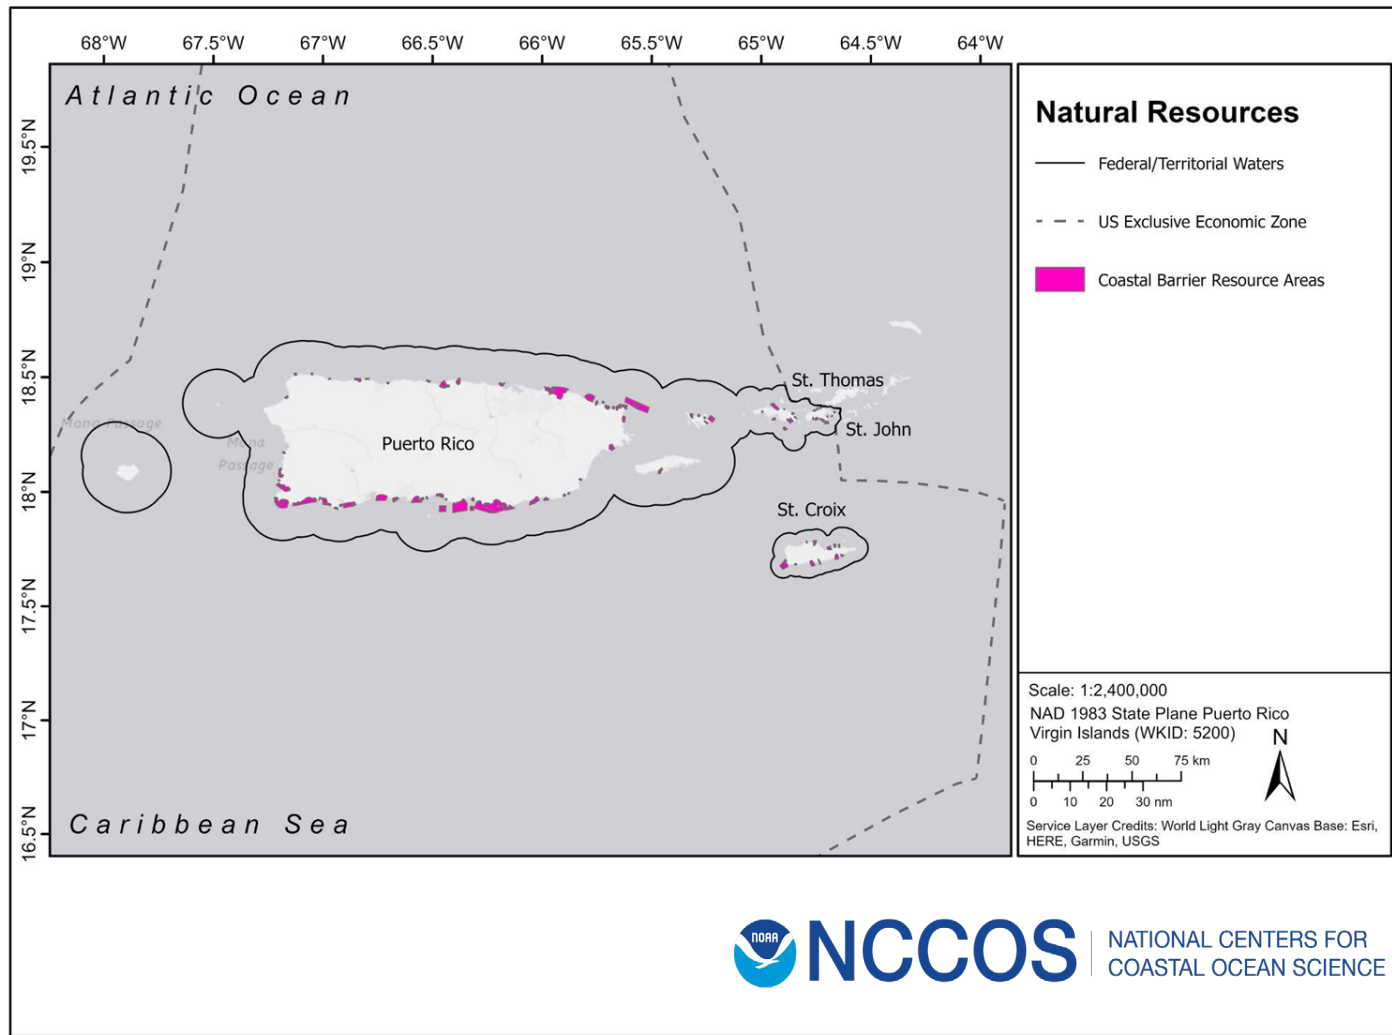 68°W 67.5°W 67°W 66.5°W 66°W 65.5°W 65°W 64.5°W 64°W
Atlantic Ocean
19.5°N
19°N
18.5°N
18°N
17.5°N
17°N
16.5°N
Mona Passage
Mona
Passage
Puerto Rico
St. Thomas
St. John
St. Croix
Caribbean Sea
Natural Resources
Federal/Territorial Waters
US Exclusive Economic Zone
Coastal Barrier Resource Areas
Scale: 1:2,400,000
NAD 1983 State Plane Puerto Rico
Virgin Islands (WKID: 5200)
N
0 25 50 75 km
0 10 20 30 nm
Service Layer Credits: World Light Gray Canvas Base: Esri,
HERE, Garmin, USGS
NOAA
NCCOS
NATIONAL CENTERS FOR
COASTAL OCEAN SCIENCE